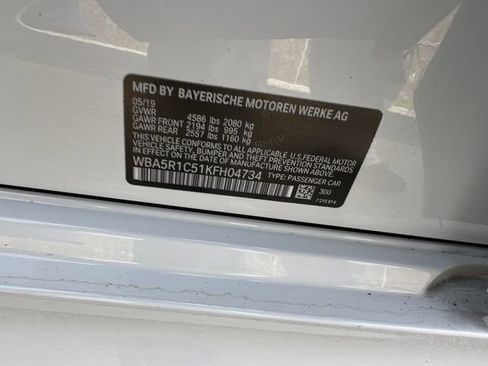 MFD BY BAYERISCHE MOTOREN WERKE AG
05/19
GVWR 4586 lbs 2080 kg
GAWR FRONT 2194 lbs 995 kg
GAWR REAR 2557 lbs 1160 kg
THIS VEHICLE CONFORMS TO ALL APPLICABLE U.S. FEDERAL MOTOR
VEHICLE SAFETY, BUMPER, AND THEFT PREVENTION STANDARDS
IN EFFECT ON THE DATE OF MANUFACTURE SHOWN ABOVE.
WBA5R1C51KFH04734 TYPE: PASSENGER CAR
300